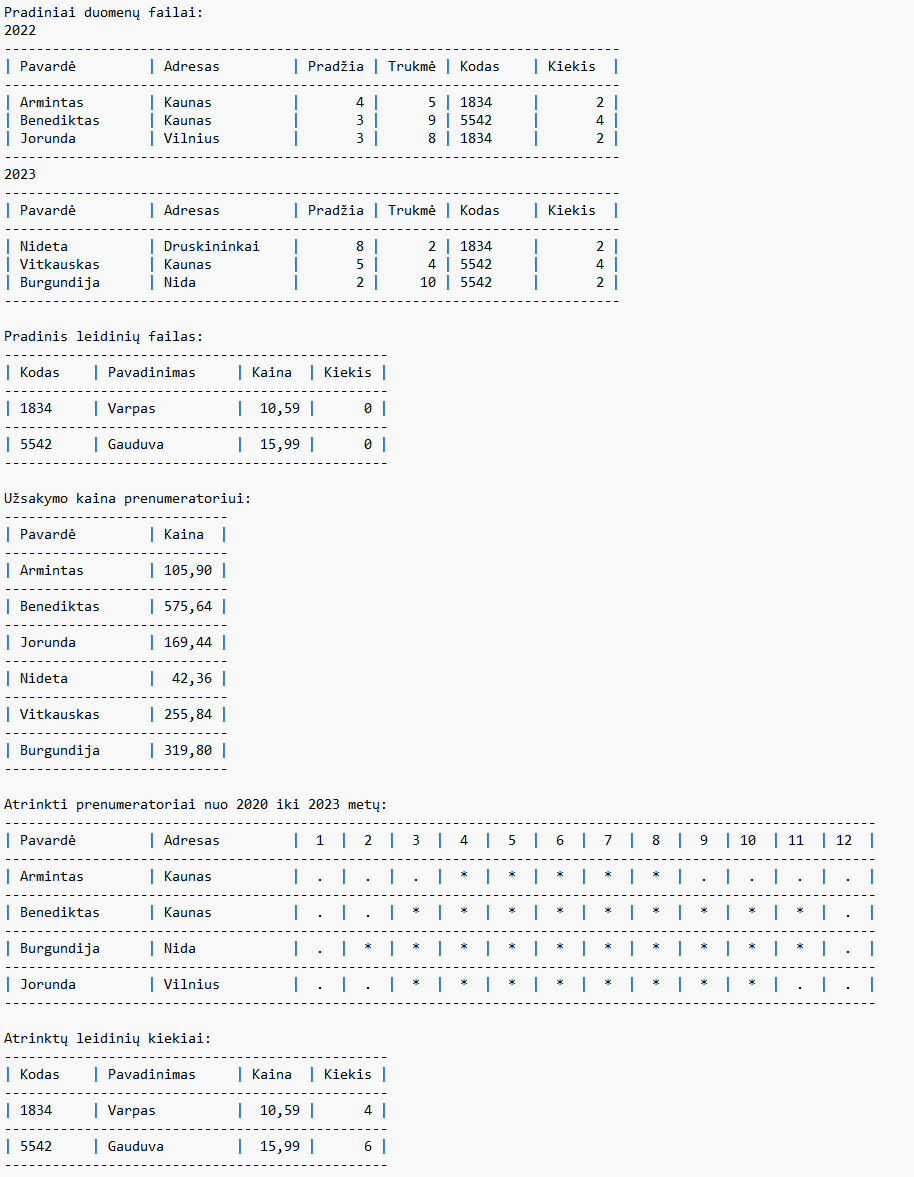 Pradiniai duomenų failai:
2022
-----------------------------------------------------------------------------
| Pavardė         | Adresas         | Pradžia | Trukmė | Kodas    | Kiekis  |
-----------------------------------------------------------------------------
| Armintas        | Kaunas          |       4 |      5 | 1834     |       2 |
| Benediktas      | Kaunas          |       3 |      9 | 5542     |       4 |
| Jorunda         | Vilnius         |       3 |      8 | 1834     |       2 |
-----------------------------------------------------------------------------
2023
-----------------------------------------------------------------------------
| Pavardė         | Adresas         | Pradžia | Trukmė | Kodas    | Kiekis  |
-----------------------------------------------------------------------------
| Nideta          | Druskininkai    |       8 |      2 | 1834     |       2 |
| Vitkauskas      | Kaunas          |       5 |      4 | 5542     |       4 |
| Burgundija      | Nida            |       2 |     10 | 5542     |       2 |
-----------------------------------------------------------------------------
Pradinis leidinių failas:
------------------------------------------------
| Kodas    | Pavadinimas     | Kaina  | Kiekis |
------------------------------------------------
| 1834     | Varpas          |  10,59 |      0 |
------------------------------------------------
| 5542     | Gauduva         |  15,99 |      0 |
------------------------------------------------
Užsakymo kaina prenumeratoriui:
----------------------------
| Pavardė         | Kaina  |
----------------------------
| Armintas        | 105,90 |
----------------------------
| Benediktas      | 575,64 |
----------------------------
| Jorunda         | 169,44 |
----------------------------
| Nideta          |  42,36 |
----------------------------
| Vitkauskas      | 255,84 |
----------------------------
| Burgundija      | 319,80 |
----------------------------
Atrinkti prenumeratoriai nuo 2020 iki 2023 metų:
-------------------------------------------------------------------------------------------------------------
| Pavardė         | Adresas         |  1  |  2  |  3  |  4  |  5  |  6  |  7  |  8  |  9  | 10  | 11  | 12  |
-------------------------------------------------------------------------------------------------------------
| Armintas        | Kaunas          |  .  |  .  |  .  |  *  |  *  |  *  |  *  |  *  |  .  |  .  |  .  |  .  |
-------------------------------------------------------------------------------------------------------------
| Benediktas      | Kaunas          |  .  |  .  |  *  |  *  |  *  |  *  |  *  |  *  |  *  |  *  |  *  |  .  |
-------------------------------------------------------------------------------------------------------------
| Burgundija      | Nida            |  .  |  *  |  *  |  *  |  *  |  *  |  *  |  *  |  *  |  *  |  *  |  .  |
-------------------------------------------------------------------------------------------------------------
| Jorunda         | Vilnius         |  .  |  .  |  *  |  *  |  *  |  *  |  *  |  *  |  *  |  *  |  .  |  .  |
-------------------------------------------------------------------------------------------------------------
Atrinktų leidinių kiekiai:
------------------------------------------------
| Kodas    | Pavadinimas     | Kaina  | Kiekis |
------------------------------------------------
| 1834     | Varpas          |  10,59 |      4 |
------------------------------------------------
| 5542     | Gauduva         |  15,99 |      6 |
------------------------------------------------